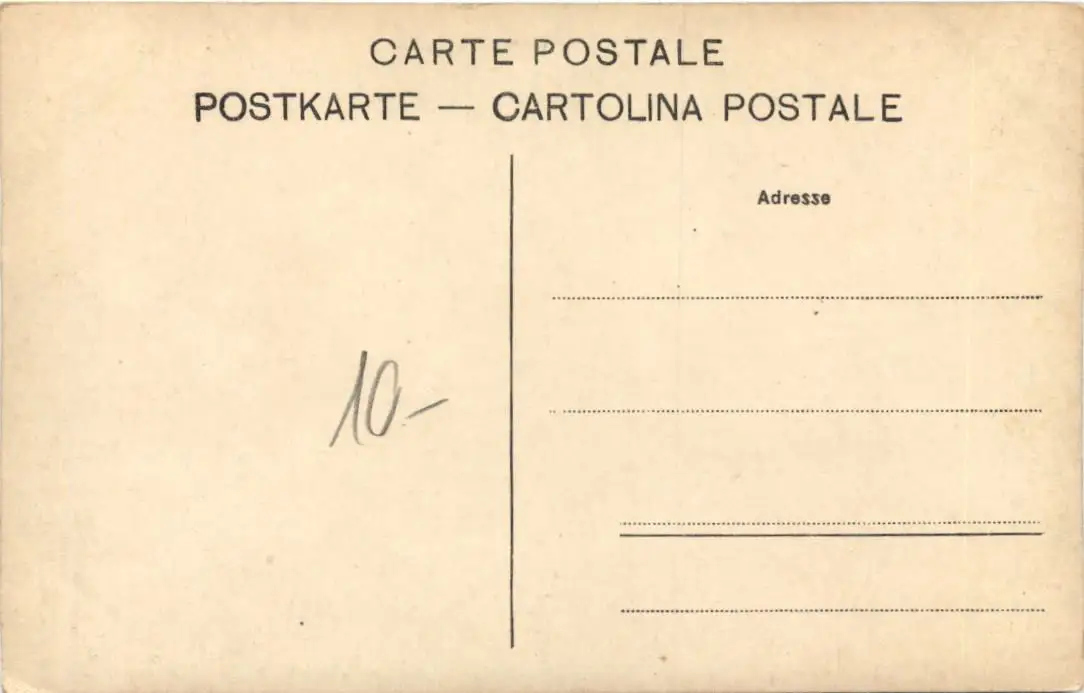 CARTE POSTALE
POSTKARTE — CARTOLINA POSTALE
Adresse
10-